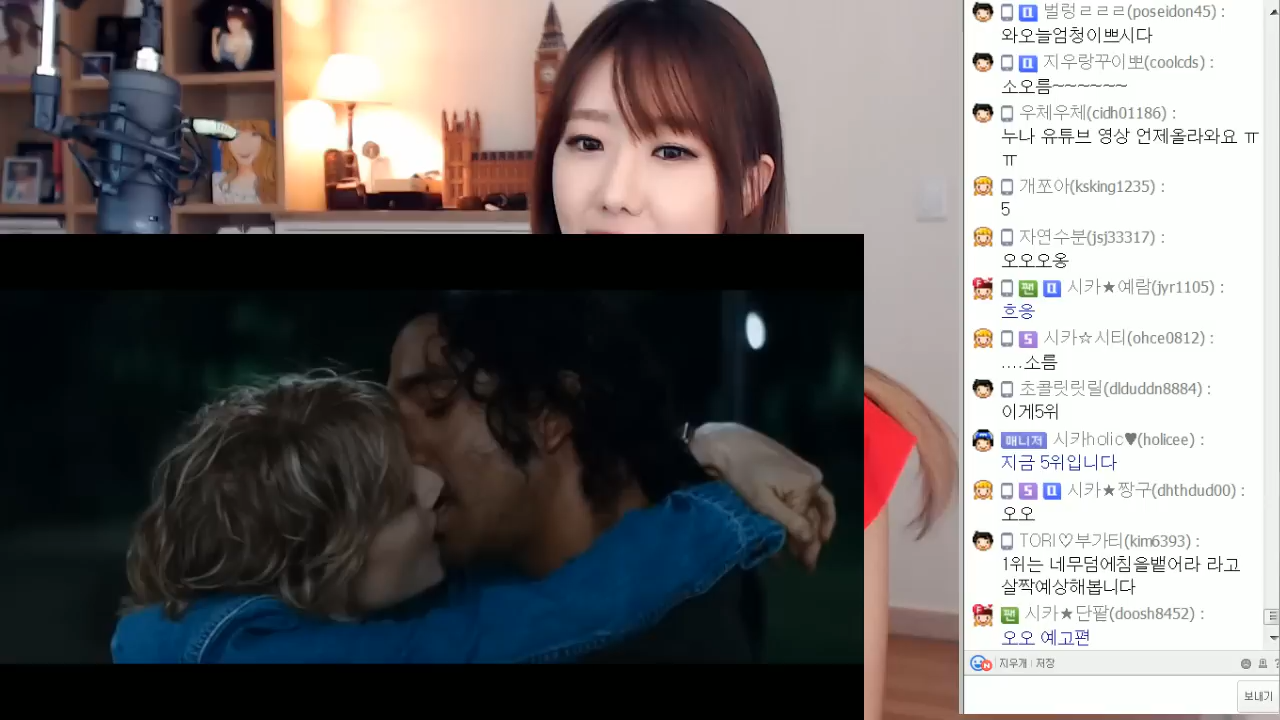 벌렁ㄹㄹㄹ(poseidon45) :
와오늘엄청이쁘시다
지우랑꾸이뽀(coolcds) :
소오름~~~~~~
우체우체(cidh01186) :
누나 유튜브 영상 언제올라와요 ㅠ
ㅠ
개쪼아(ksking1235) :
5
자연수분(jsj33317) :
오오오옹
팬 시카★예람(jyr1105) :
흐응
S 시카☆시티(ohce0812) :
....소름
초콜릿릿릴(dlduddn8884) :
이게5위
매니저 시카holic♥(holicee) :
지금 5위입니다
S 시카★짱구(dhthdud00) :
오오
TORI♡부가티(kim6393) :
1위는 네무덤에침을뱉어라 라고
살짝예상해봅니다
팬 시카★단팥(doosh8452) :
오오 예고편
지우개 | 저장
보내기